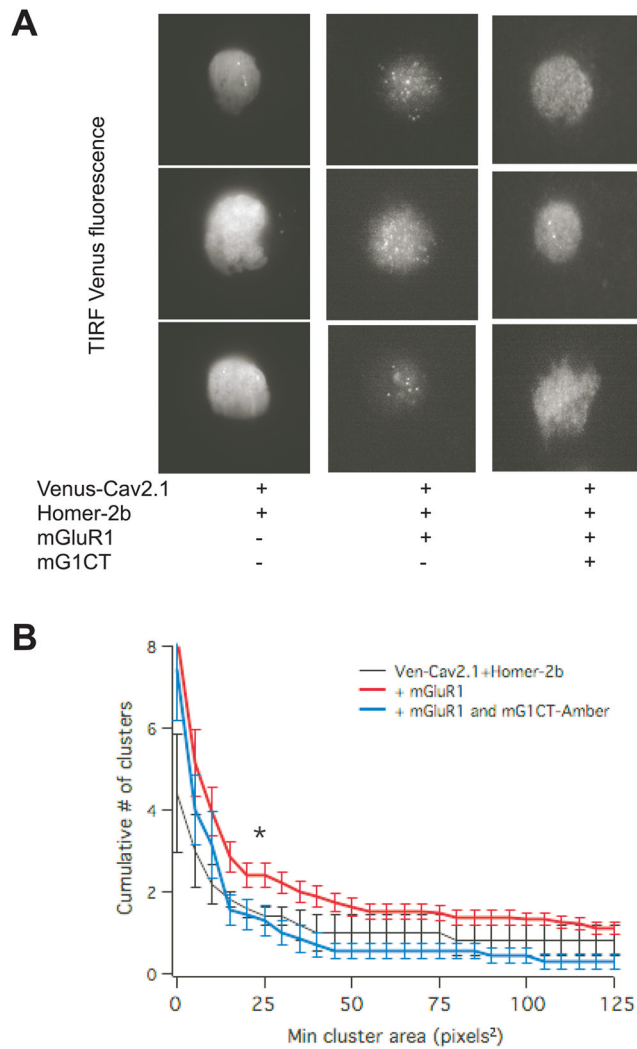 A
TIRF Venus fluorescence
Venus-Cav2.1 + + +
Homer-2b + + +
mGluR1 - + +
mG1CT - - +
B
8
6
4
2
0
Cumulative # of clusters
Ven-Cav2.1+Homer-2b
+ mGluR1
+ mGluR1 and mG1CT-Amber
*
0 25 50 75 100 125
Min cluster area (pixels²)